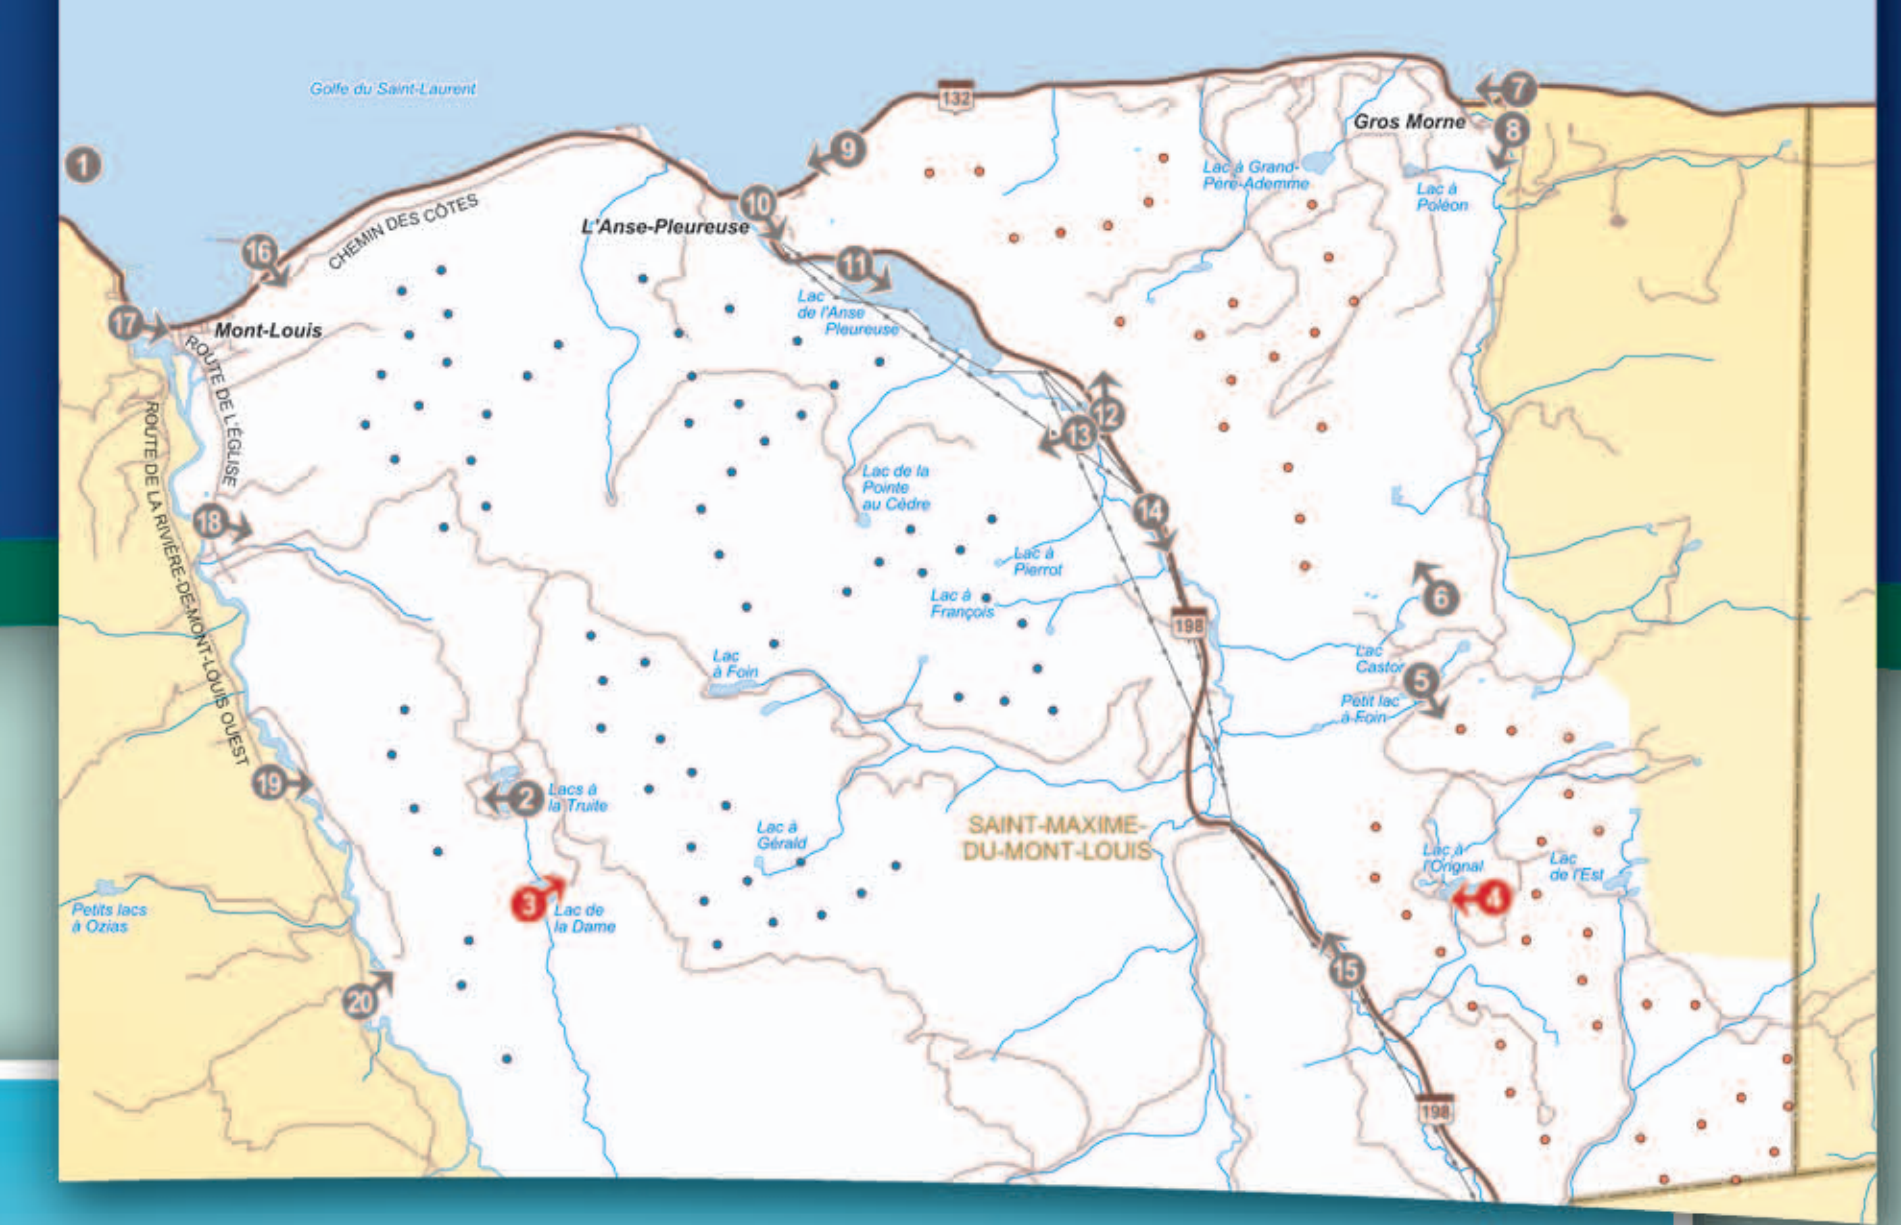 Golfe du Saint-Laurent
132
7
Gros Morne
8
9
1
Lac à Grand-
Père-Ademme
Lac à
Poléon
10
L'Anse-Pleureuse
CHEMIN DES CÔTES
16
11
Lac
de l'Anse
Pleureuse
17
Mont-Louis
ROUTE DE L'ÉGLISE
ROUTE DE LA RIVIÈRE-DE-MONT-LOUIS OUEST
12
13
Lac de la
Pointe
au Cèdre
14
18
Lac à
Pierrot
Lac à
François
6
198
Lac
à Foin
Lac
Castor
5
Petit lac
à Foin
19
2
Lacs à
la Truite
Lac à
Gérald
SAINT-MAXIME-
DU-MONT-LOUIS
Lac à
l'Orignal
Lac
de l'Est
3
4
Lac de
la Dame
Petits lacs
à Ozias
15
20
198